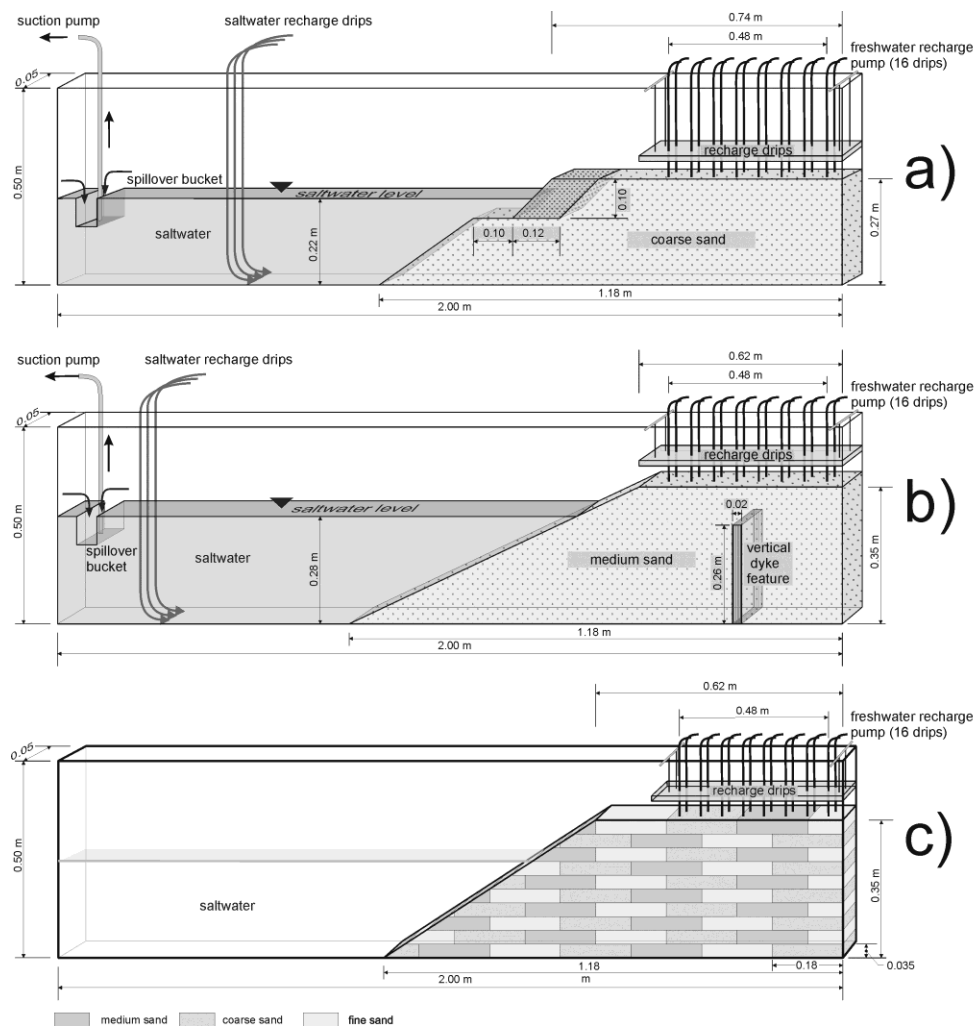 suction pump
saltwater recharge drips
0.74 m
0.48 m
freshwater recharge
pump (16 drips)
0.05
recharge drips
a)
0.50 m
spillover bucket
saltwater level
0.10
saltwater
0.22 m
0.10
0.12
coarse sand
0.27 m
1.18 m
2.00 m
suction pump
saltwater recharge drips
0.62 m
0.48 m
freshwater recharge
pump (16 drips)
0.05
recharge drips
b)
0.50 m
saltwater level
0.02
spillover
bucket
saltwater
0.28 m
medium sand
0.26 m
vertical
dyke
feature
0.35 m
1.18 m
2.00 m
0.62 m
0.48 m
freshwater recharge
pump (16 drips)
0.05
recharge drips
c)
0.50 m
saltwater
0.35 m
1.18
0.18
0.035
2.00 m
m
medium sand
coarse sand
fine sand